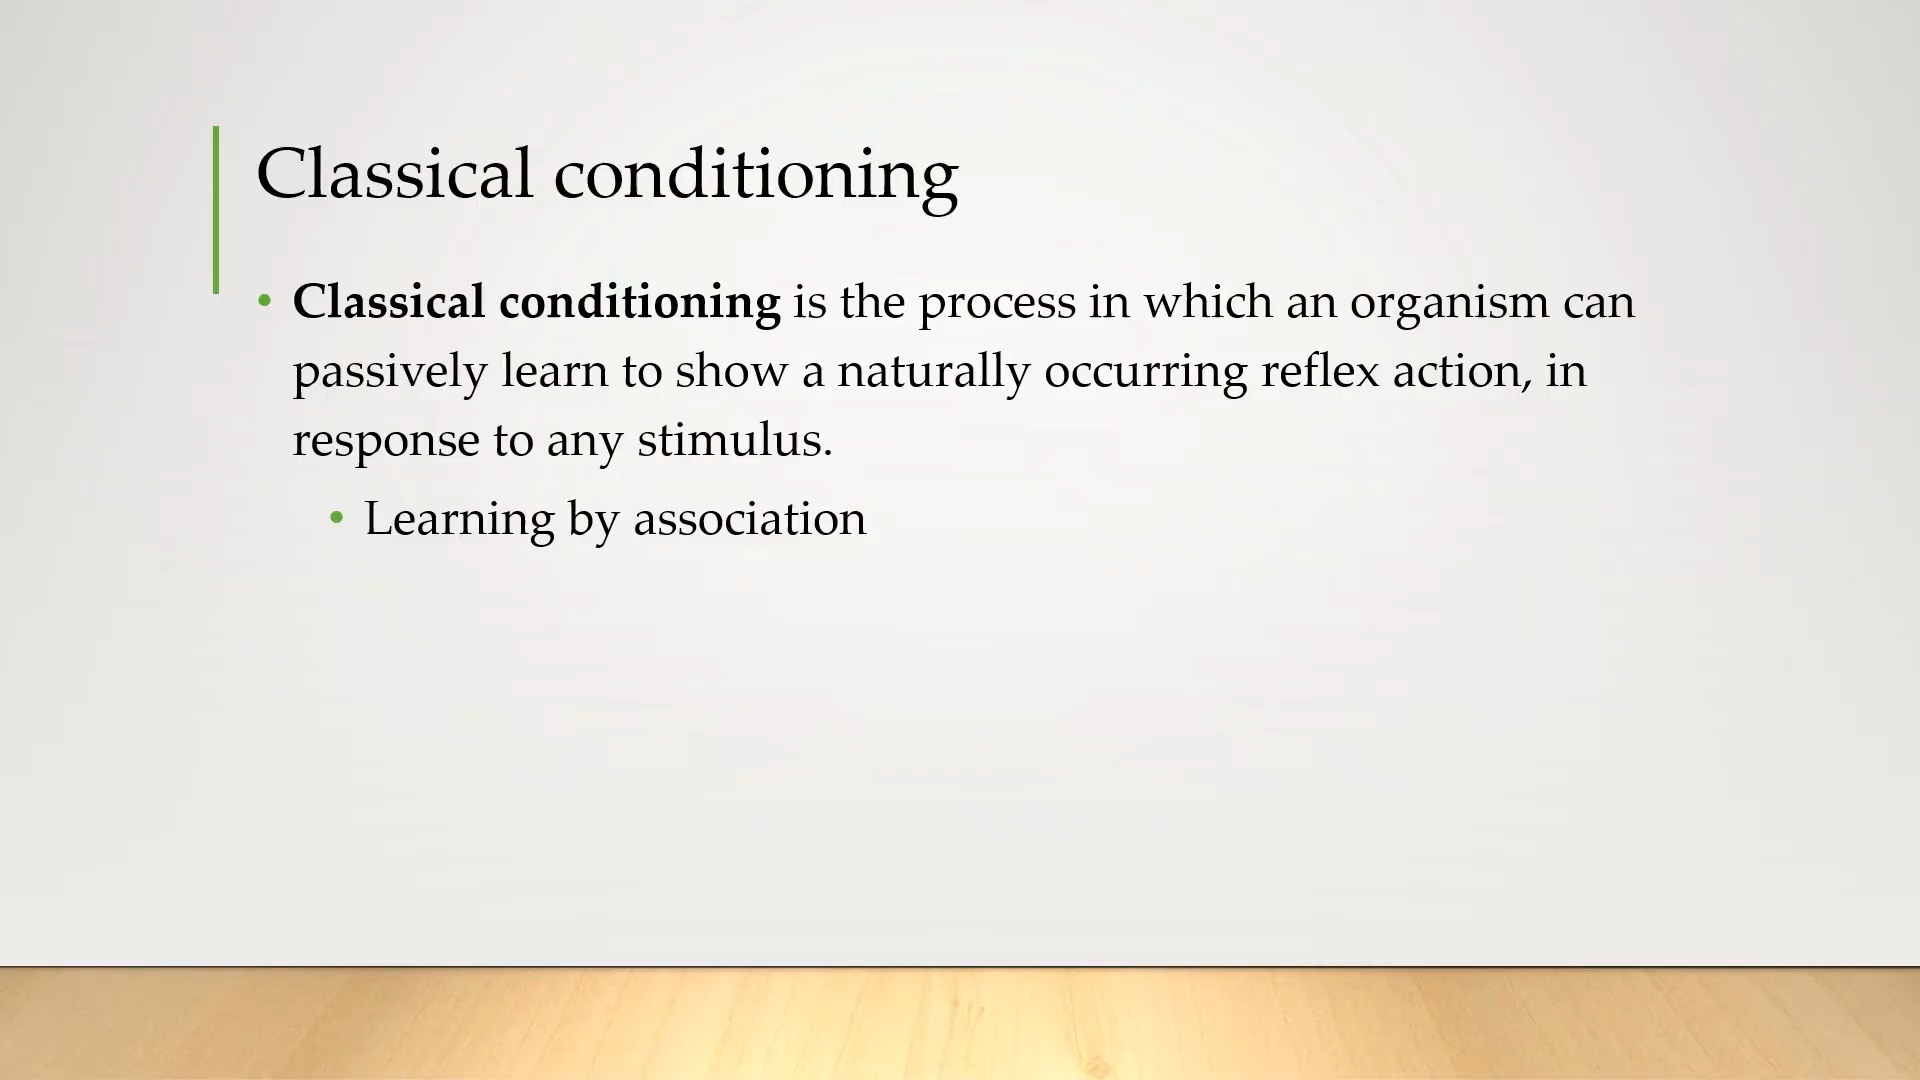 Classical conditioning
• Classical conditioning is the process in which an organism can
passively learn to show a naturally occurring reflex action, in
response to any stimulus.
• Learning by association